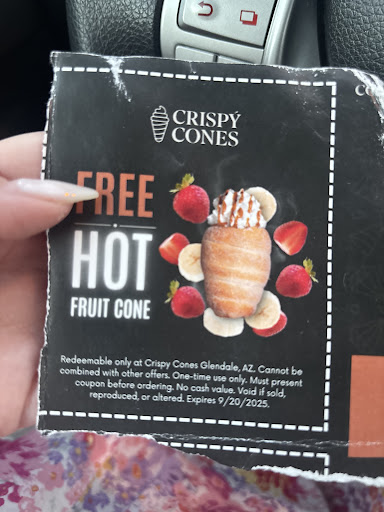 CRISPY
CONES
FREE
HOT
FRUIT CONE
Redeemable only at Crispy Cones Glendale, AZ. Cannot be
combined with other offers. One-time use only. Must present
coupon before ordering. No cash value. Void if sold,
reproduced, or altered. Expires 9/20/2025.